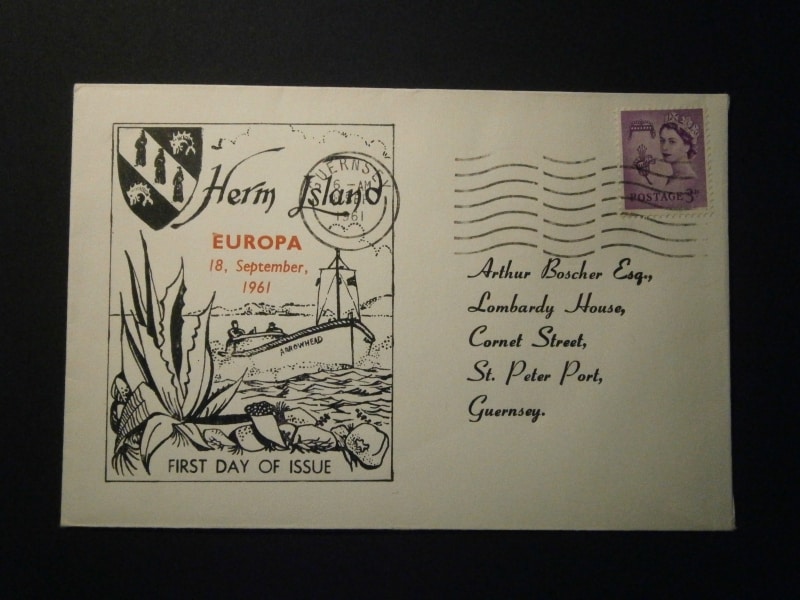 Herm Island
EUROPA
18, September,
1961
ARROWHEAD
FIRST DAY OF ISSUE
GUERNSEY
1961
POSTAGE 3D
Arthur Boscher Esq.,
Lombardy House,
Cornet Street,
St. Peter Port,
Guernsey.